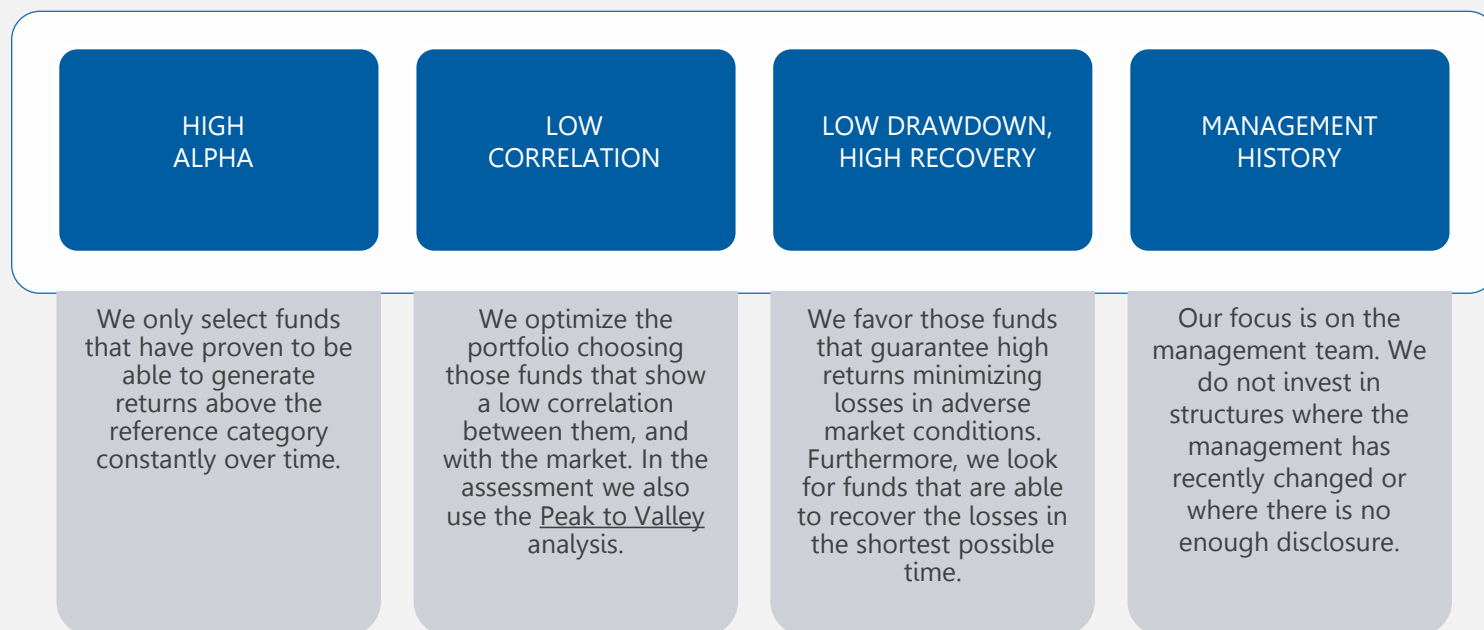 HIGH
ALPHA
We only select funds
that have proven to be
able to generate
returns above the
reference category
constantly over time.
LOW
CORRELATION
We optimize the
portfolio choosing
those funds that show
a low correlation
between them, and
with the market. In the
assessment we also
use the Peak to Valley
analysis.
LOW DRAWDOWN,
HIGH RECOVERY
We favor those funds
that guarantee high
returns minimizing
losses in adverse
market conditions.
Furthermore, we look
for funds that are able
to recover the losses in
the shortest possible
time.
MANAGEMENT
HISTORY
Our focus is on the
management team. We
do not invest in
structures where the
management has
recently changed or
where there is no
enough disclosure.